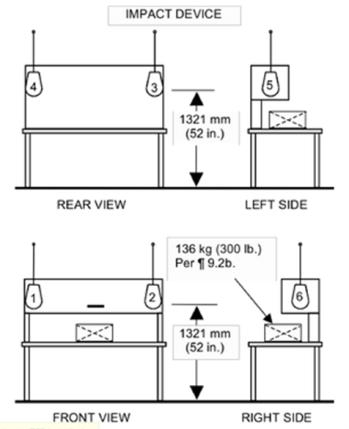 IMPACT DEVICE
4
3
5
1321 mm
(52 in.)
REAR VIEW
LEFT SIDE
136 kg (300 lb.)
Per ¶ 9.2b.
1
2
6
1321 mm
(52 in.)
FRONT VIEW
RIGHT SIDE